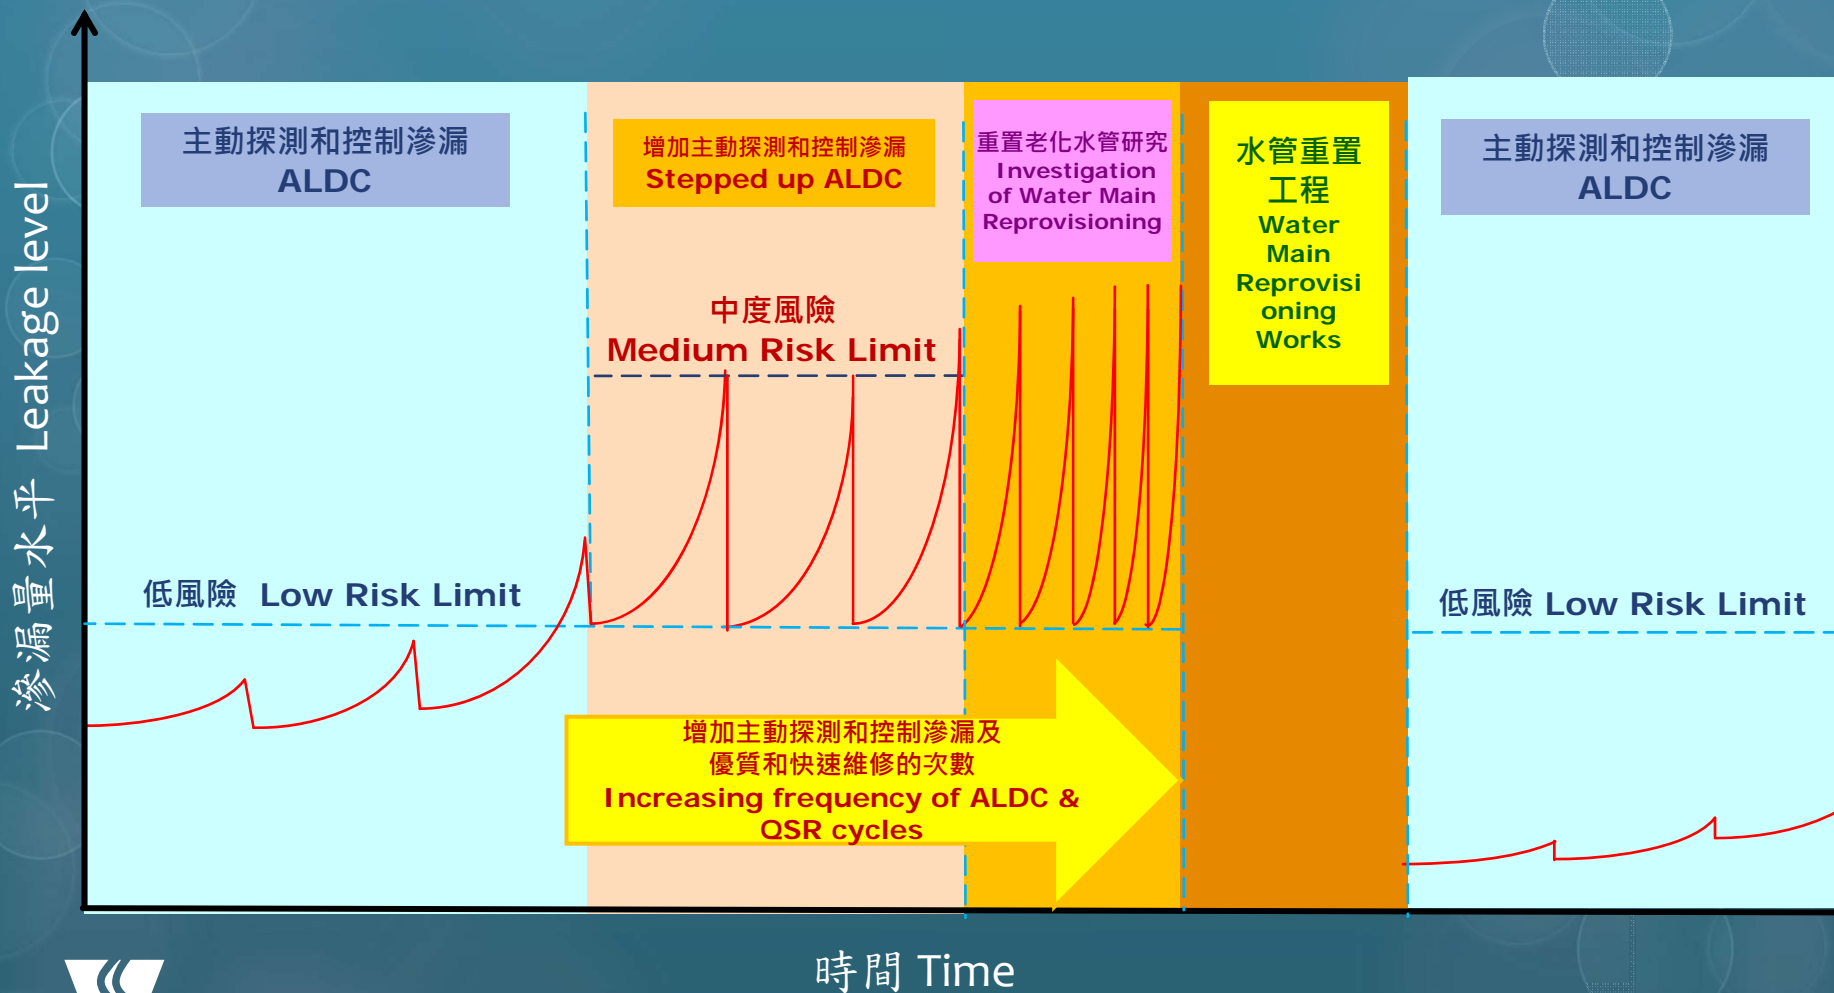 主動探測和控制滲漏
ALDC
增加主動探測和控制滲漏
Stepped up ALDC
重置老化水管研究
Investigation
of Water Main
Reprovisioning
水管重置
工程
Water
Main
Reprovisi
oning
Works
主動探測和控制滲漏
ALDC
中度風險
Medium Risk Limit
低風險 Low Risk Limit
低風險 Low Risk Limit
增加主動探測和控制滲漏及
優質和快速維修的次數
Increasing frequency of ALDC &
QSR cycles
滲漏量水平 Leakage level
時間 Time